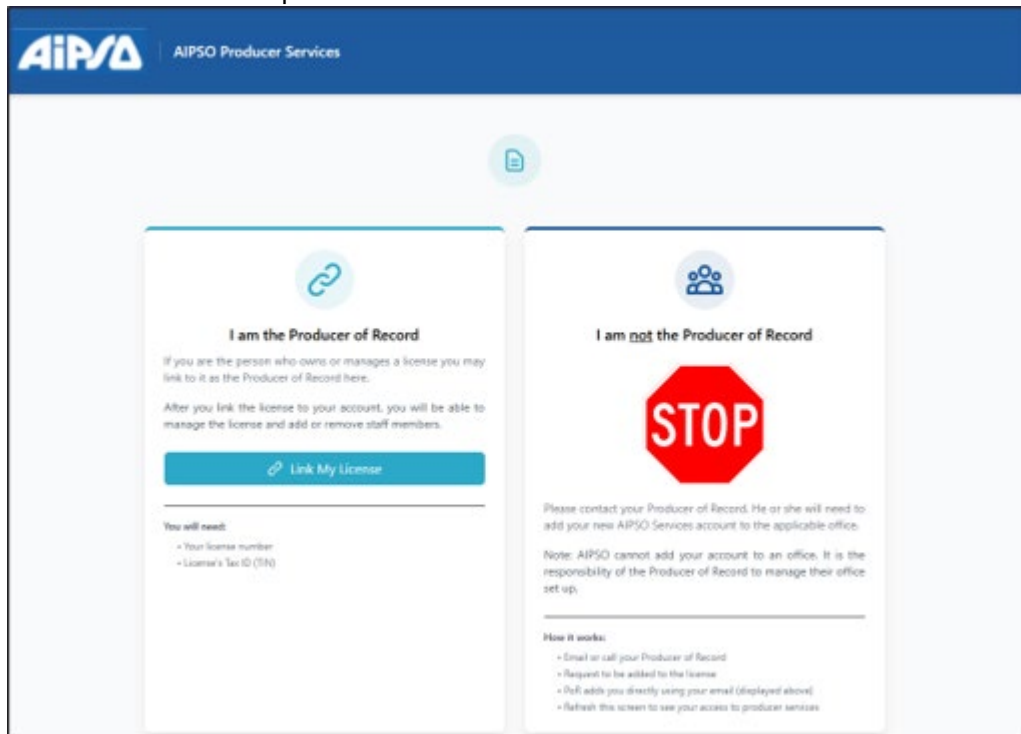 AIPSO AIPSO Producer Services
I am the Producer of Record
If you are the person who owns or manages a license you may
link to it as the Producer of Record here.
After you link the license to your account, you will be able to
manage the license and add or remove staff members.
Link My License
You will need:
• Your license number
• License's Tax ID (TIN)
I am not the Producer of Record
STOP
Please contact your Producer of Record. He or she will need to
add your new AIPSO Services account to the applicable office.
Note: AIPSO cannot add your account to an office. It is the
responsibility of the Producer of Record to manage their office
set up.
How it works:
• Email or call your Producer of Record
• Request to be added to the license
• PoR adds you directly using your email (displayed above)
• Refresh this screen to see your access to producer services